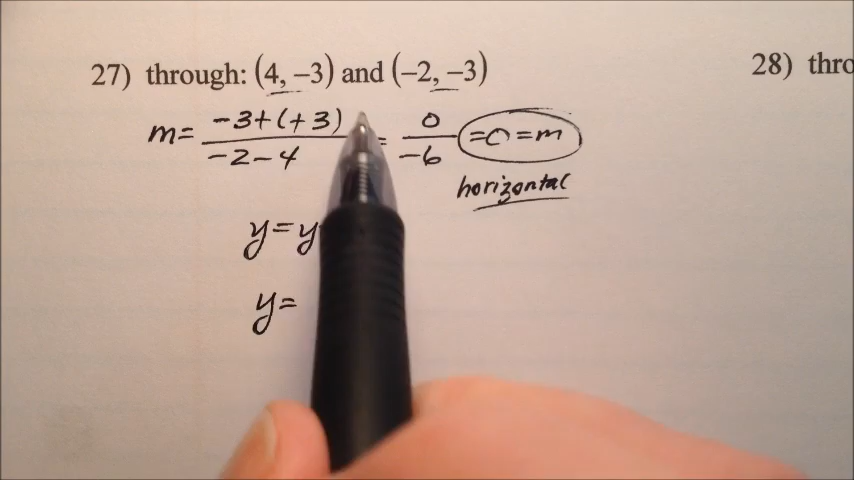 27) through: (4, −3) and (−2, −3)
28) thro
m= -3+(+3) / -2-4 = 0 / -6 =0=m
horizontal
y=y
y=